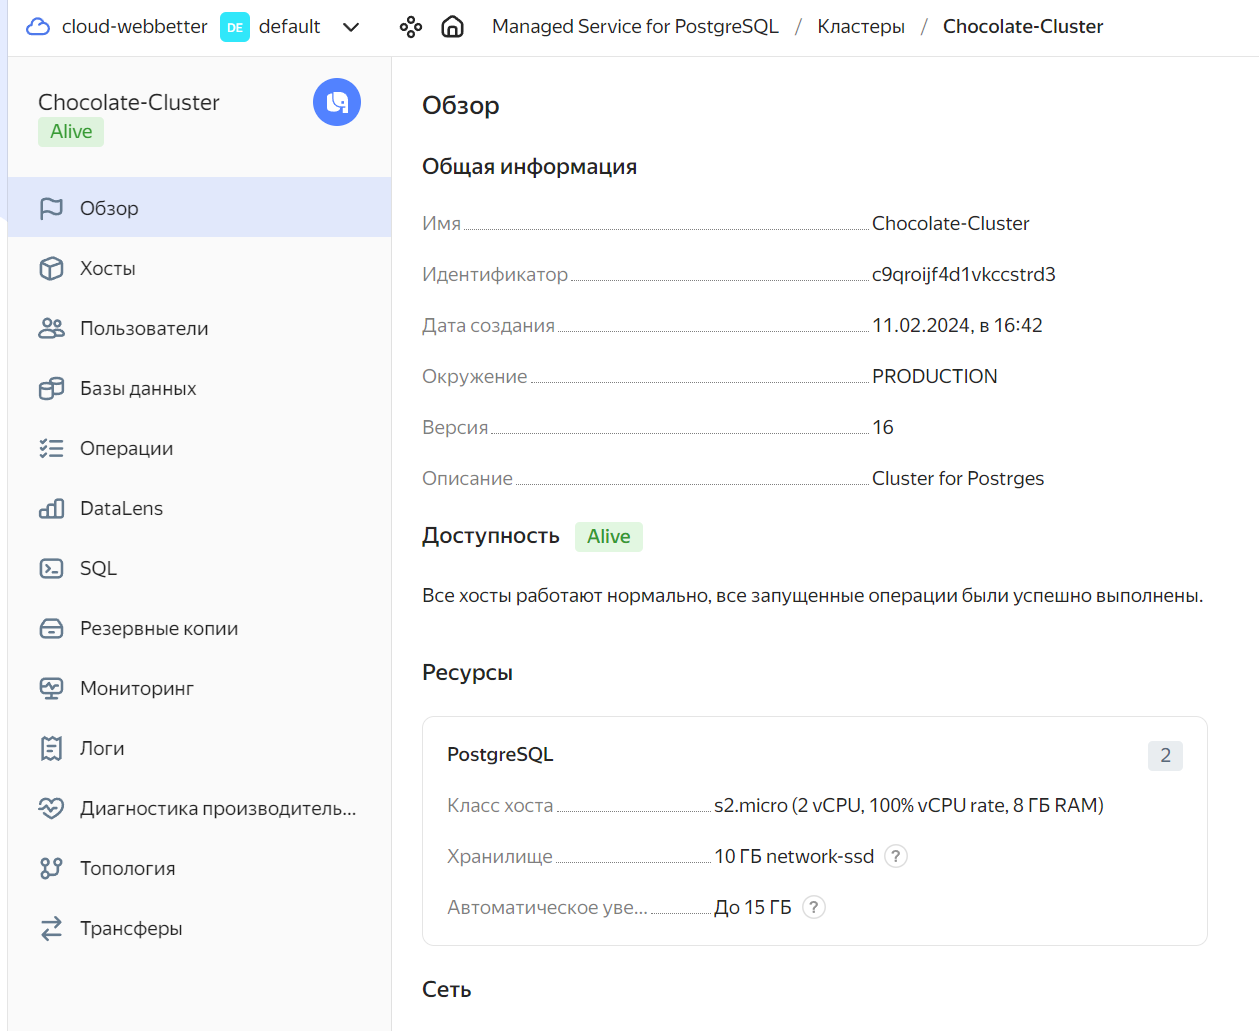 cloud-webbetter DE default Managed Service for PostgreSQL / Кластеры / Chocolate-Cluster
Chocolate-Cluster
Alive
Обзор
Хосты
Пользователи
Базы данных
Операции
DataLens
SQL
Резервные копии
Мониторинг
Логи
Диагностика производитель...
Топология
Трансферы
Обзор
Общая информация
Имя Chocolate-Cluster
Идентификатор c9qroijf4d1vkccstrd3
Дата создания 11.02.2024, в 16:42
Окружение PRODUCTION
Версия 16
Описание Cluster for Postrges
Доступность Alive
Все хосты работают нормально, все запущенные операции были успешно выполнены.
Ресурсы
PostgreSQL 2
Класс хоста s2.micro (2 vCPU, 100% vCPU rate, 8 ГБ RAM)
Хранилище 10 ГБ network-ssd ?
Автоматическое уве... До 15 ГБ ?
Сеть